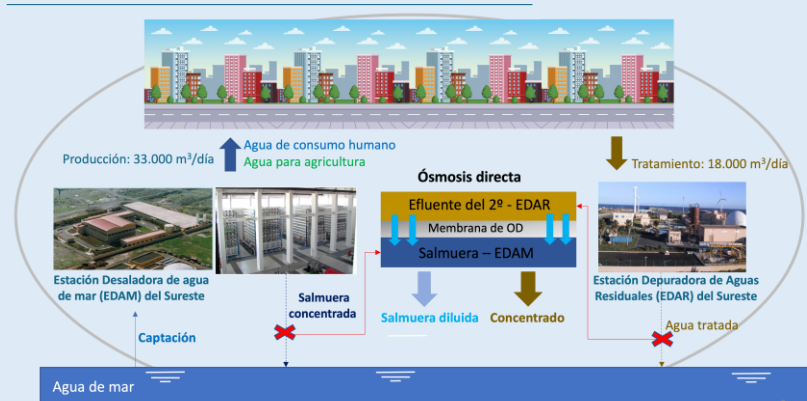 Producción: 33.000 m³/día
Agua de consumo humano
Agua para agricultura
Tratamiento: 18.000 m³/día
Ósmosis directa
Efluente del 2º - EDAR
Membrana de OD
Salmuera – EDAM
Estación Desaladora de agua
de mar (EDAM) del Sureste
Estación Depuradora de Aguas
Residuales (EDAR) del Sureste
Salmuera
concentrada
Salmuera diluida
Concentrado
Agua tratada
Captación
Agua de mar